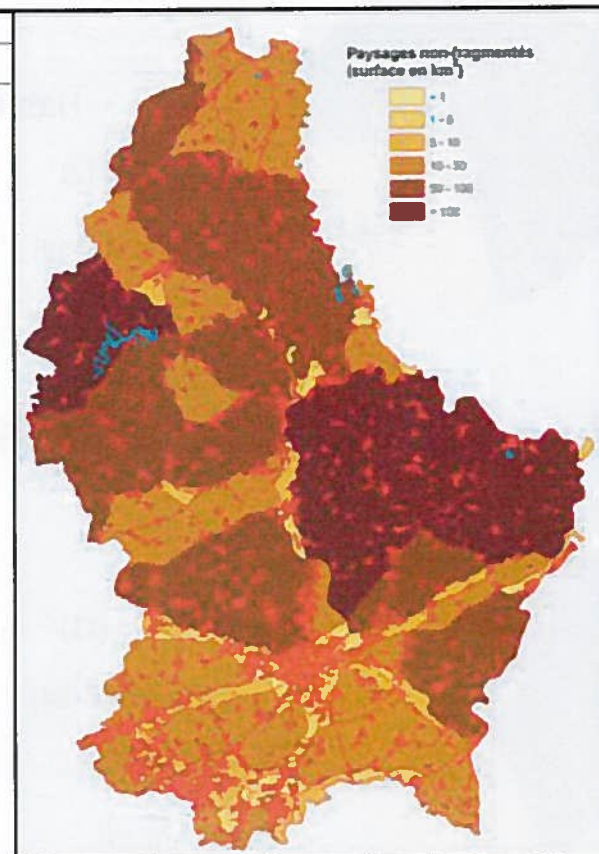 Paysages non-fragmentés
(surface en km²)
< 1
1 - 5
5 - 10
10 - 50
50 - 100
> 100